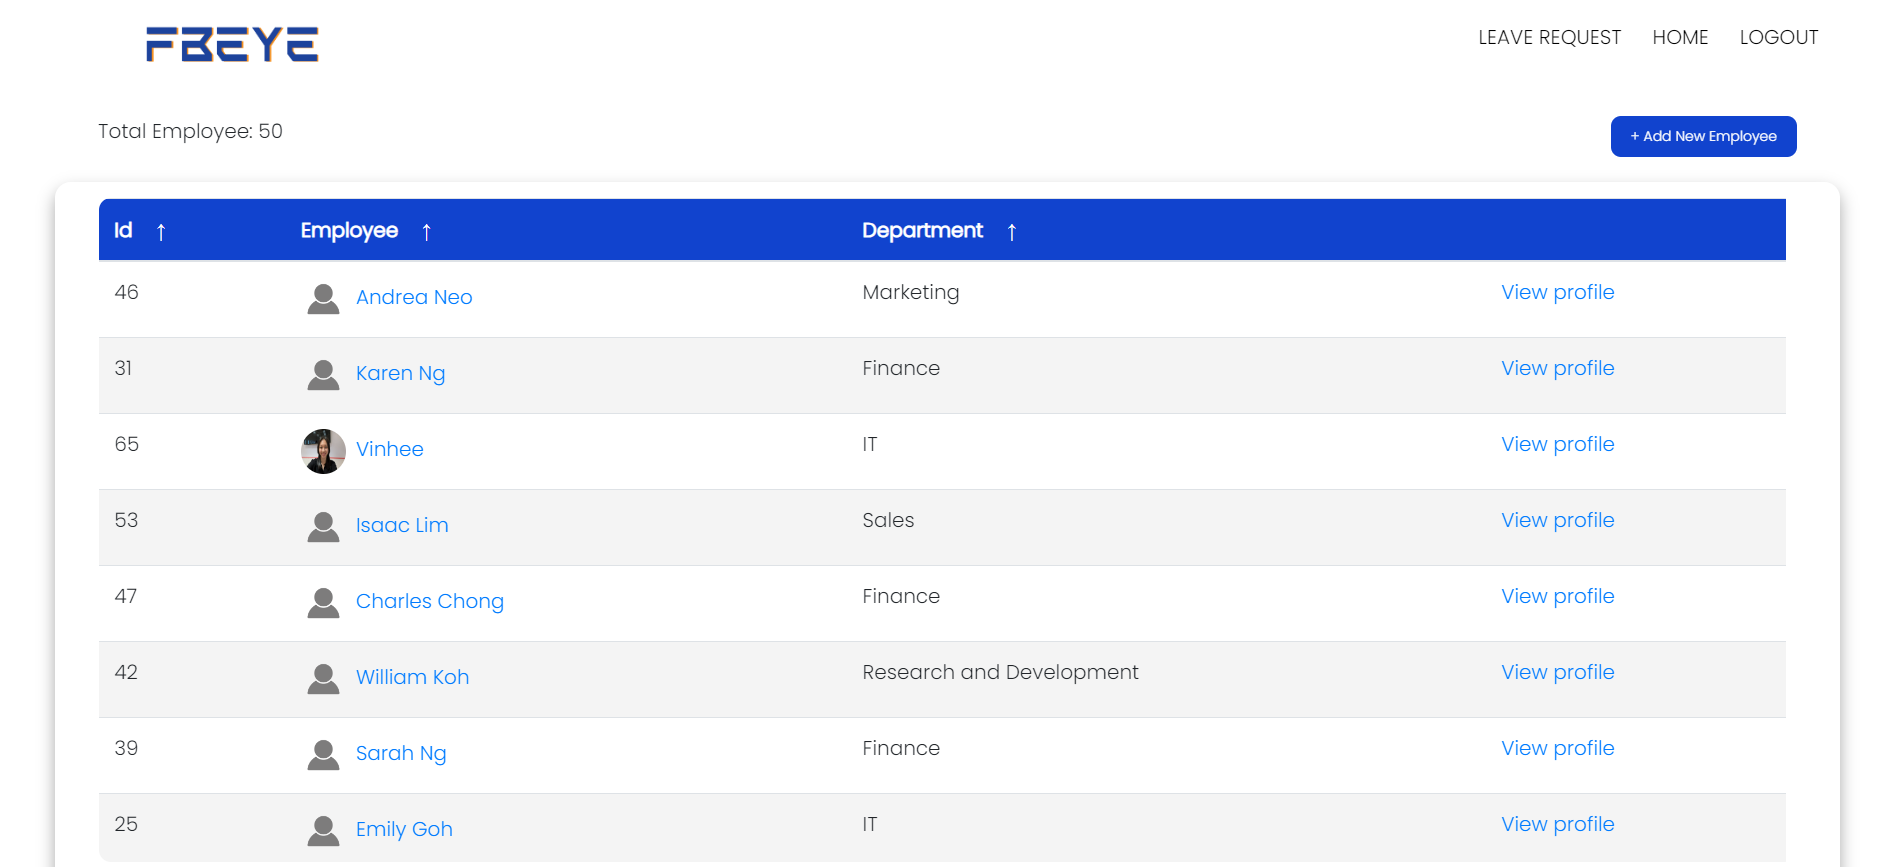 FBEYE
LEAVE REQUEST HOME LOGOUT
Total Employee: 50
+ Add New Employee
Id ↑ Employee ↑ Department ↑
46 Andrea Neo Marketing View profile
31 Karen Ng Finance View profile
65 Vinhee IT View profile
53 Isaac Lim Sales View profile
47 Charles Chong Finance View profile
42 William Koh Research and Development View profile
39 Sarah Ng Finance View profile
25 Emily Goh IT View profile